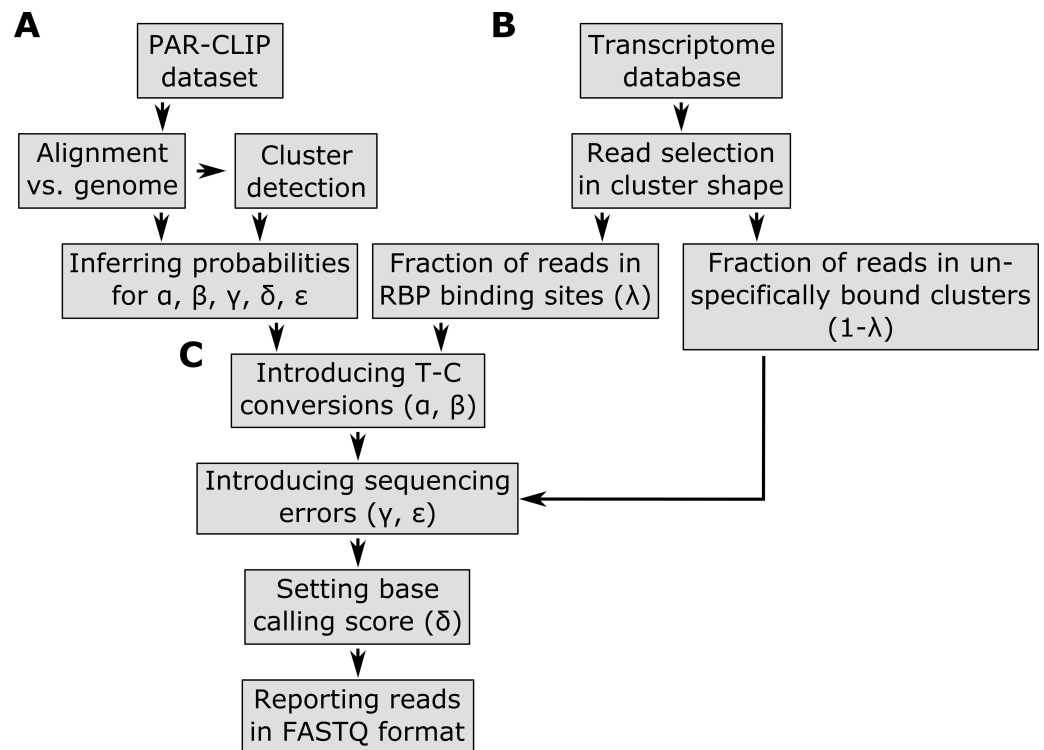 A
PAR-CLIP
dataset
Alignment
vs. genome
Cluster
detection
Inferring probabilities
for α, β, γ, δ, ε
B
Transcriptome
database
Read selection
in cluster shape
Fraction of reads in
RBP binding sites (λ)
Fraction of reads in un-
specifically bound clusters
(1-λ)
C
Introducing T-C
conversions (α, β)
Introducing sequencing
errors (γ, ε)
Setting base
calling score (δ)
Reporting reads
in FASTQ format